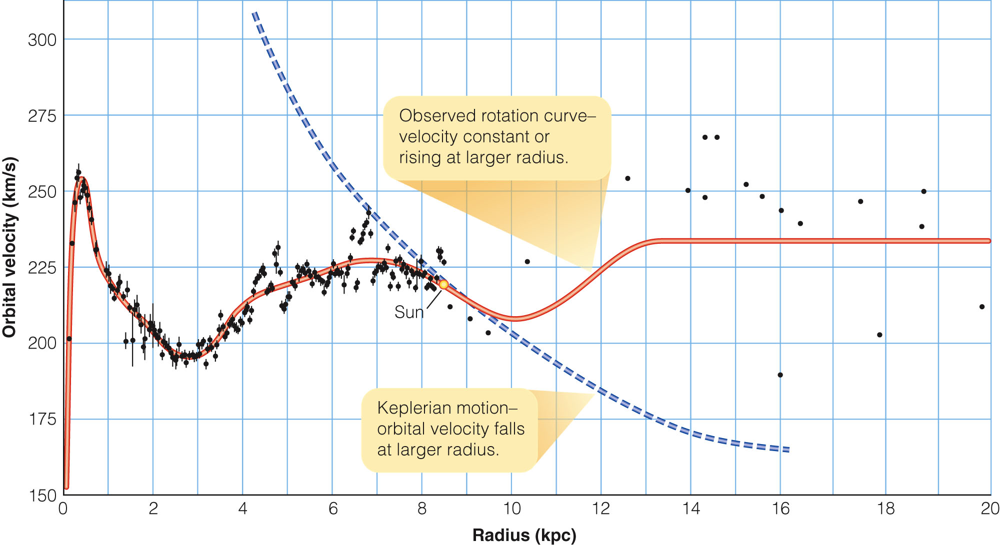 300
275
250
225
200
175
150
Orbital velocity (km/s)
Observed rotation curve–
velocity constant or
rising at larger radius.
Sun
Keplerian motion–
orbital velocity falls
at larger radius.
0 2 4 6 8 10 12 14 16 18 20
Radius (kpc)